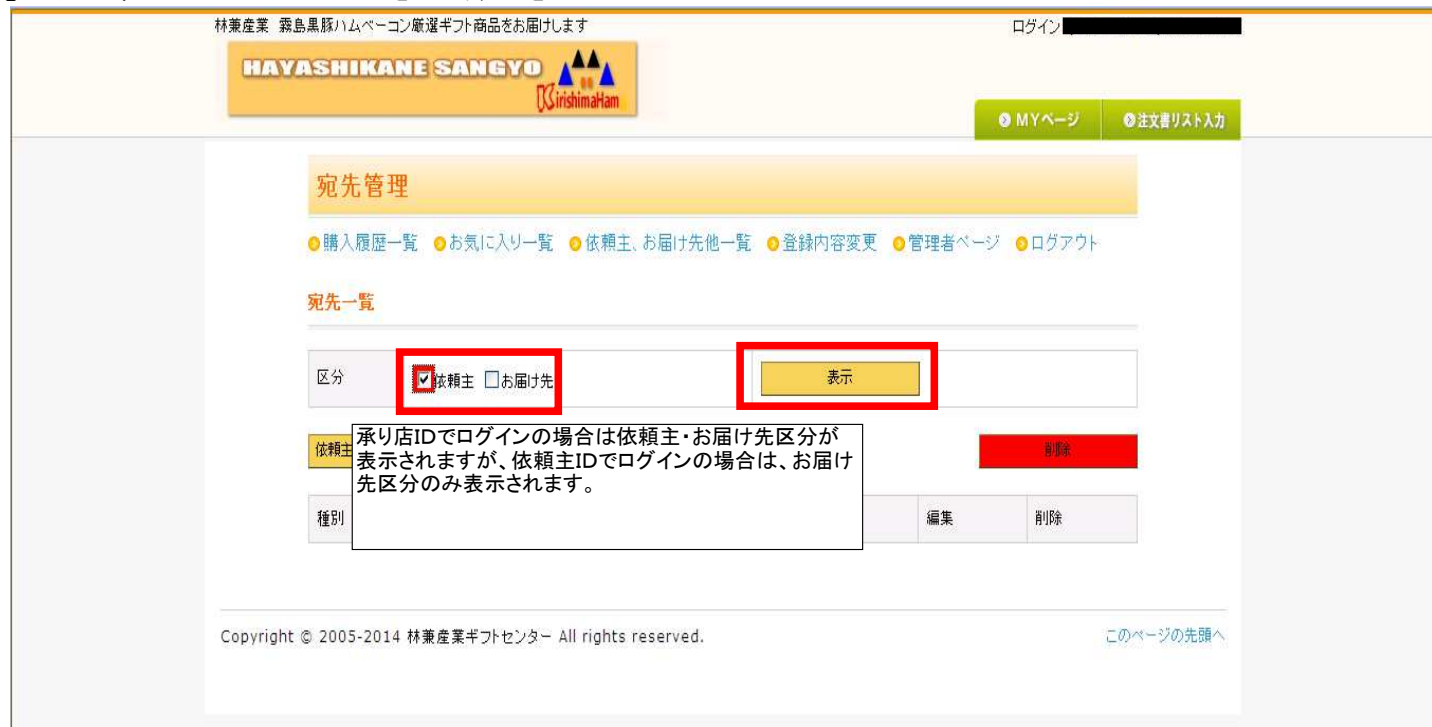 林兼産業 霧島黒豚ハムベーコン厳選ギフト商品をお届けします
ログイン
HAYASHIKANE SANGYO
KirishimaHam
MYページ
注文書リスト入力
宛先管理
購入履歴一覧 お気に入り一覧 依頼主、お届け先他一覧 登録内容変更 管理者ページ ログアウト
宛先一覧
区分 依頼主 お届け先 表示
依頼主
削除
承り店IDでログインの場合は依頼主・お届け先区分が
表示されますが、依頼主IDでログインの場合は、お届け
先区分のみ表示されます。
種別 編集 削除
Copyright © 2005-2014 林兼産業ギフトセンター All rights reserved.
このページの先頭へ